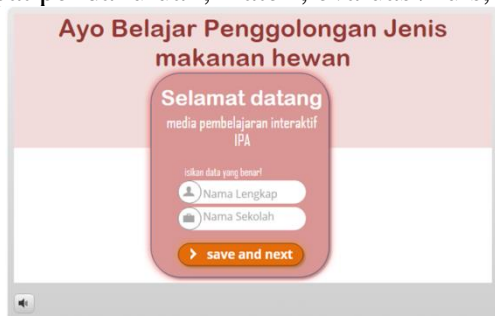 Ayo Belajar Penggolongan Jenis
makanan hewan
Selamat datang
media pembelajaran interaktif
IPA
isikan data yang benar!
Nama Lengkap
Nama Sekolah
save and next